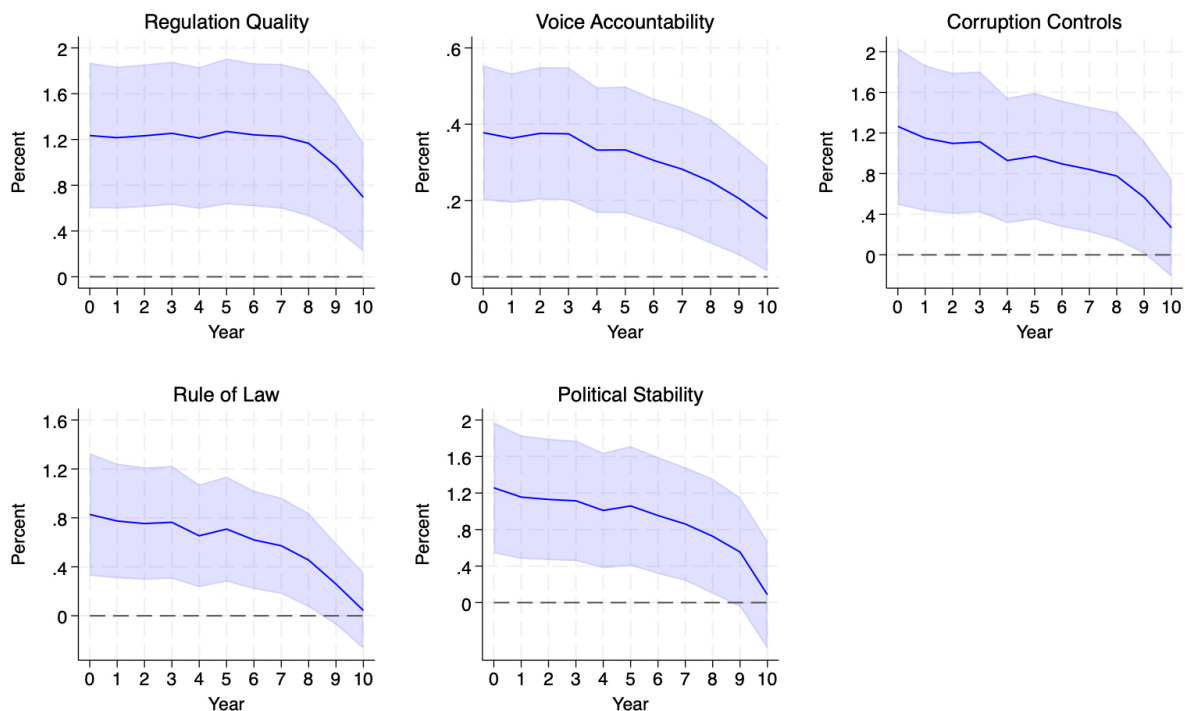 Regulation Quality
2
1.6
1.2
.8
.4
0
Percent
0 1 2 3 4 5 6 7 8 9 10
Year
Voice Accountability
.6
.4
.2
0
Percent
0 1 2 3 4 5 6 7 8 9 10
Year
Corruption Controls
2
1.6
1.2
.8
.4
0
Percent
0 1 2 3 4 5 6 7 8 9 10
Year
Rule of Law
1.6
1.2
.8
.4
0
Percent
0 1 2 3 4 5 6 7 8 9 10
Year
Political Stability
2
1.6
1.2
.8
.4
0
Percent
0 1 2 3 4 5 6 7 8 9 10
Year